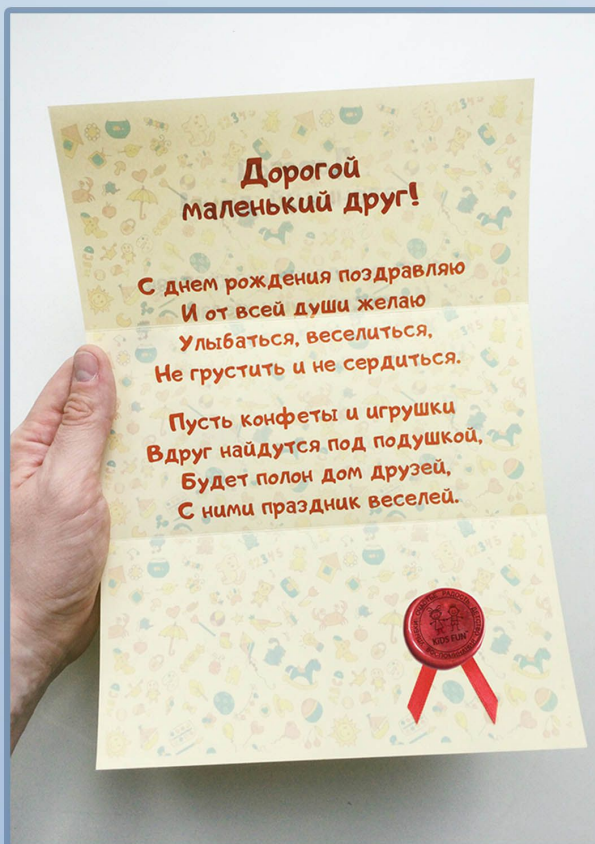 Дорогой
маленький друг!
С днем рождения поздравляю
И от всей души желаю
Улыбаться, веселиться,
Не грустить и не сердиться.
Пусть конфеты и игрушки
Вдруг найдутся под подушкой,
Будет полон дом друзей,
С ними праздник веселей.
KIDS FUN